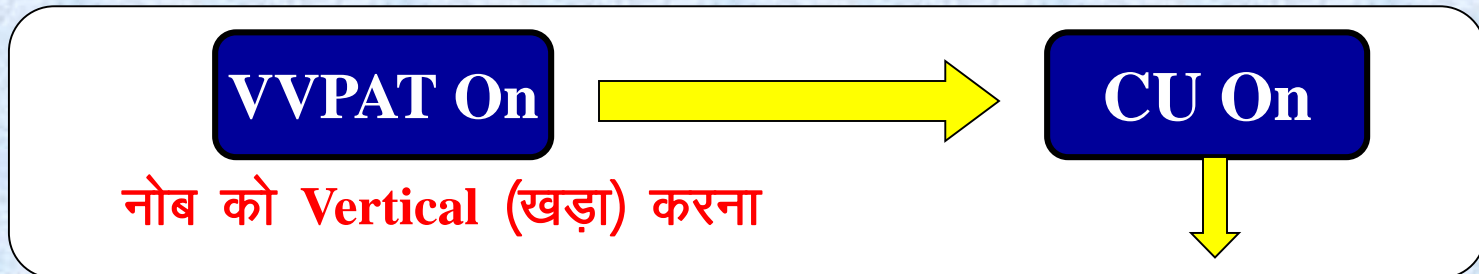 VVPAT On
CU On
नोब को Vertical (खड़ा) करना